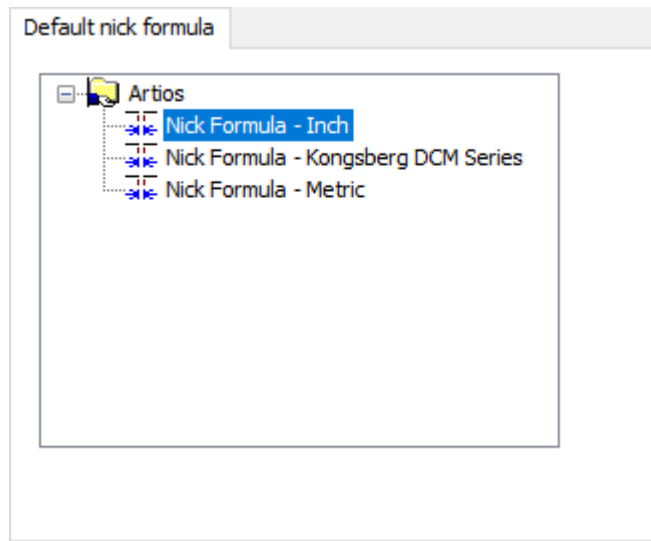 Default nick formula
Artios
Nick Formula - Inch
Nick Formula - Kongsberg DCM Series
Nick Formula - Metric